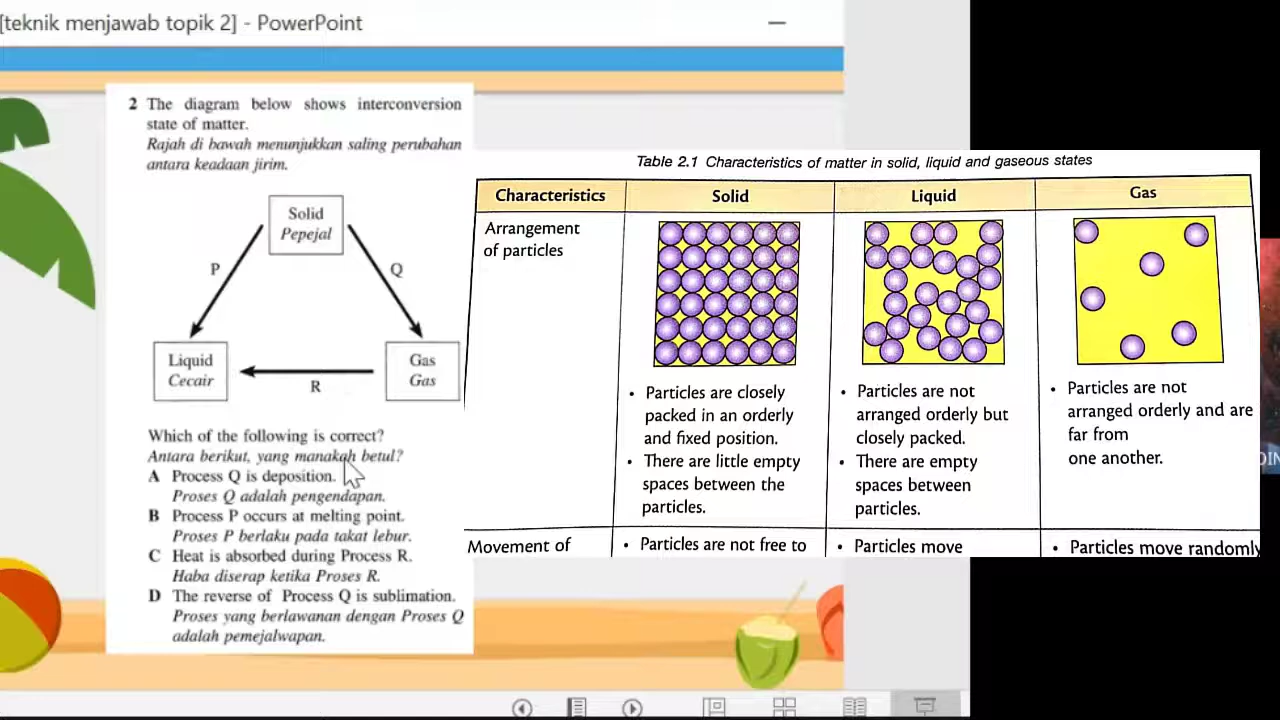 [teknik menjawab topik 2] - PowerPoint
2 The diagram below shows interconversion
state of matter.
Rajah di bawah menunjukkan saling perubahan
antara keadaan jirim.
Solid
Pepejal
P
Q
Liquid
Cecair
Gas
Gas
R
Which of the following is correct?
Antara berikut, yang manakah betul?
A Process Q is deposition.
Proses Q adalah pengendapan.
B Process P occurs at melting point.
Proses P berlaku pada takat lebur.
C Heat is absorbed during Process R.
Haba diserap ketika Proses R.
D The reverse of Process Q is sublimation.
Proses yang berlawanan dengan Proses Q
adalah pemejalwapan.
Table 2.1 Characteristics of matter in solid, liquid and gaseous states
Characteristics
Solid
Liquid
Gas
Arrangement
of particles
• Particles are closely
packed in an orderly
and fixed position.
• There are little empty
spaces between the
particles.
• Particles are not
arranged orderly but
closely packed.
• There are empty
spaces between
particles.
• Particles are not
arranged orderly and are
far from
one another.
Movement of
• Particles are not free to
• Particles move
• Particles move randomly